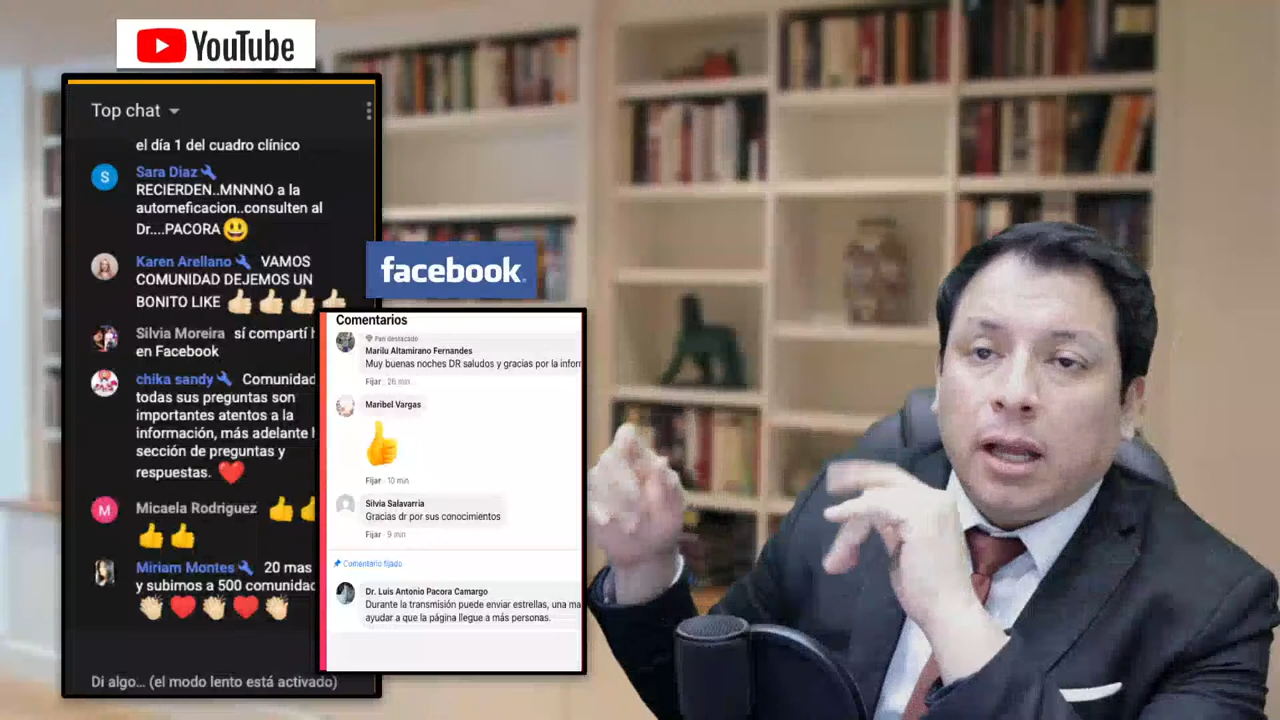 YouTube
Top chat
el día 1 del cuadro clínico
Sara Diaz
RECIERDEN..MNNNO a la
automeficacion..consulten al
Dr....PACORA
Karen Arellano VAMOS
COMUNIDAD DEJEMOS UN
BONITO LIKE
Silvia Moreira sí compartí
en Facebook
chika sandy Comunidad
todas sus preguntas son
importantes atentos a la
información, más adelante
sección de preguntas y
respuestas.
M
Micaela Rodriguez
Miriam Montes 20 mas
y subimos a 500 comunidad
Di algo... (el modo lento está activado)
S
facebook
Comentarios
Fan destacado
Marilu Altamirano Fernandes
Muy buenas noches DR saludos y gracias por la infor
Fijar 26 min
Maribel Vargas
Fijar 10 min
Silvia Salavarria
Gracias dr por sus conocimientos
Fijar 9 min
Comentario fijado
Dr. Luis Antonio Pacora Camargo
Durante la transmisión puede enviar estrellas, una ma
ayudar a que la página llegue a más personas.